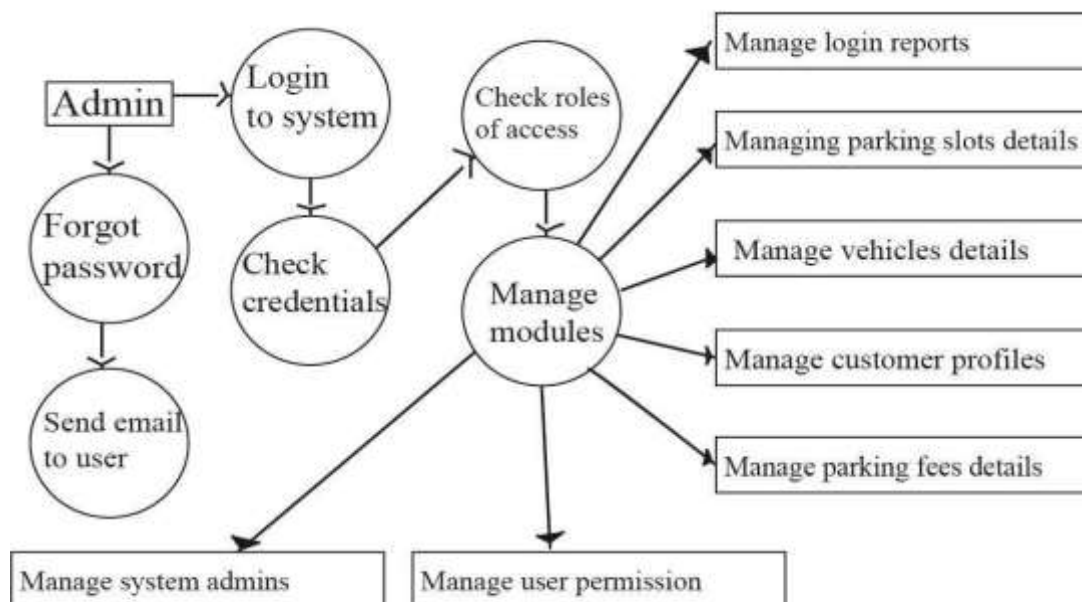 Admin
Login
to system
Check roles
of access
Manage login reports
Managing parking slots details
Forgot
password
Check
credentials
Manage
modules
Manage vehicles details
Manage customer profiles
Send email
to user
Manage parking fees details
Manage system admins
Manage user permission